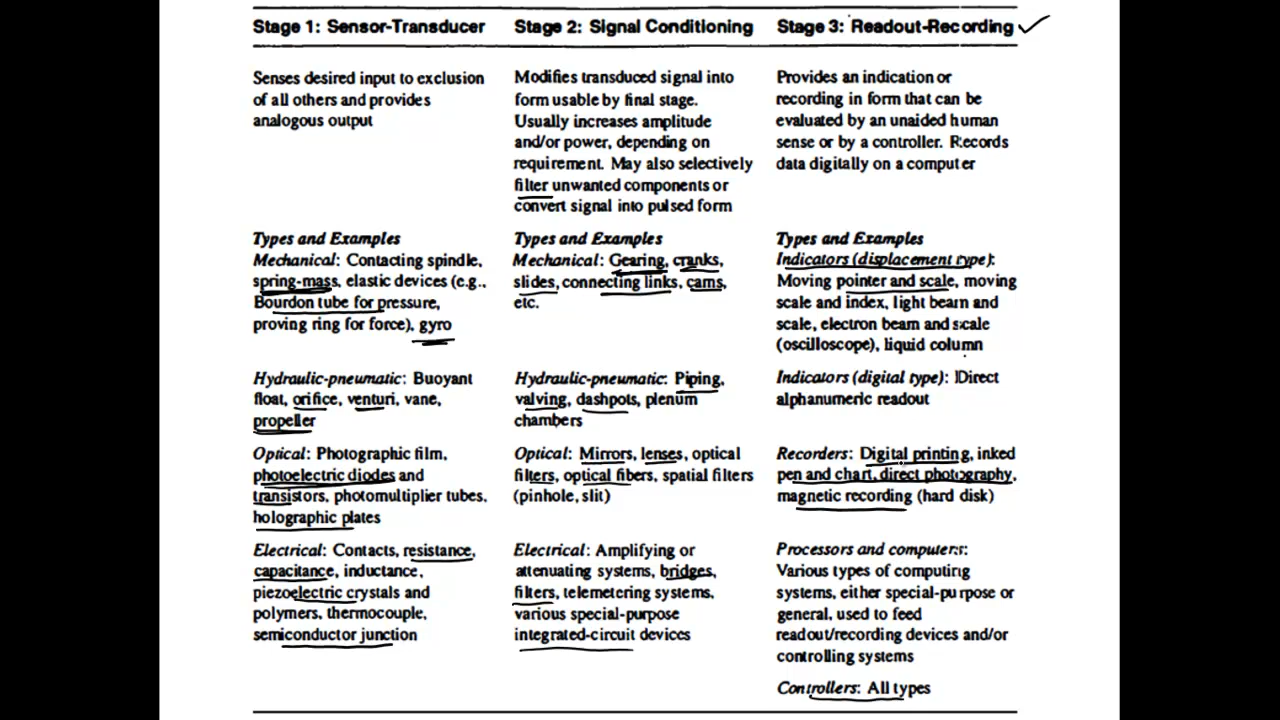 Stage 1: Sensor-Transducer
Stage 2: Signal Conditioning
Stage 3: Readout-Recording
Senses desired input to exclusion
of all others and provides
analogous output
Modifies transduced signal into
form usable by final stage.
Usually increases amplitude
and/or power, depending on
requirement. May also selectively
filter unwanted components or
convert signal into pulsed form
Provides an indication or
recording in form that can be
evaluated by an unaided human
sense or by a controller. Records
data digitally on a computer
Types and Examples
Mechanical: Contacting spindle,
spring-mass, elastic devices (e.g.,
Bourdon tube for pressure,
proving ring for force), gyro
Types and Examples
Mechanical: Gearing, cranks,
slides, connecting links, cams,
etc.
Types and Examples
Indicators (displacement type):
Moving pointer and scale, moving
scale and index, light beam and
scale, electron beam and scale
(oscilloscope), liquid column
Hydraulic-pneumatic: Buoyant
float, orifice, venturi, vane,
propeller
Hydraulic-pneumatic: Piping,
valving, dashpots, plenum
chambers
Indicators (digital type): Direct
alphanumeric readout
Optical: Photographic film,
photoelectric diodes and
transistors, photomultiplier tubes,
holographic plates
Optical: Mirrors, lenses, optical
filters, optical fibers, spatial filters
(pinhole, slit)
Recorders: Digital printing, inked
pen and chart, direct photography,
magnetic recording (hard disk)
Electrical: Contacts, resistance,
capacitance, inductance,
piezoelectric crystals and
polymers, thermocouple,
semiconductor junction
Electrical: Amplifying or
attenuating systems, bridges,
filters, telemetering systems,
various special-purpose
integrated-circuit devices
Processors and computers:
Various types of computing
systems, either special-purpose or
general, used to feed
readout/recording devices and/or
controlling systems
Controllers: All types